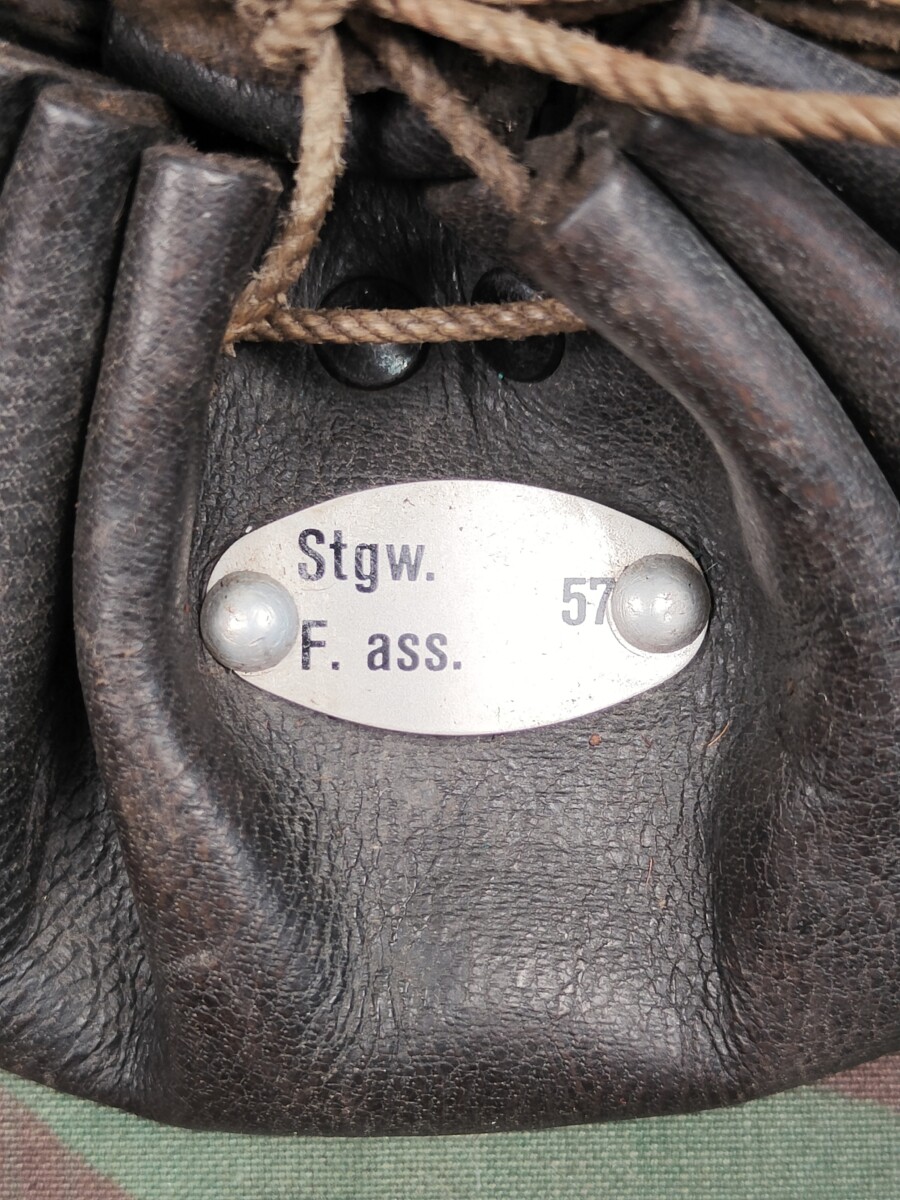 Stgw.
57
F. ass.